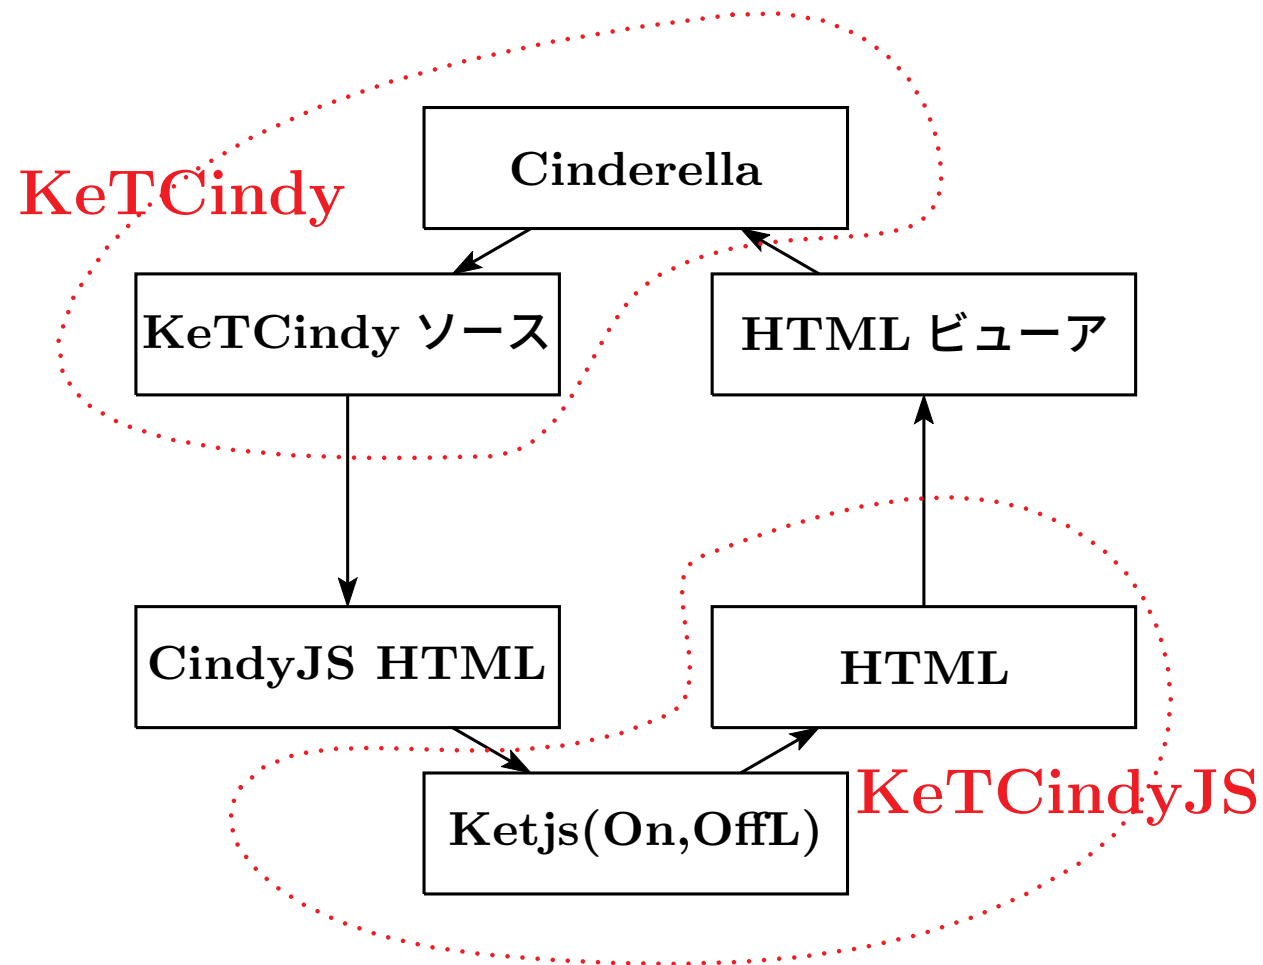 Cinderella
KeTCindy
KeTCindy ソース
HTML ビューア
CindyJS HTML
HTML
KeTCindyJS
Ketjs(On,OffL)